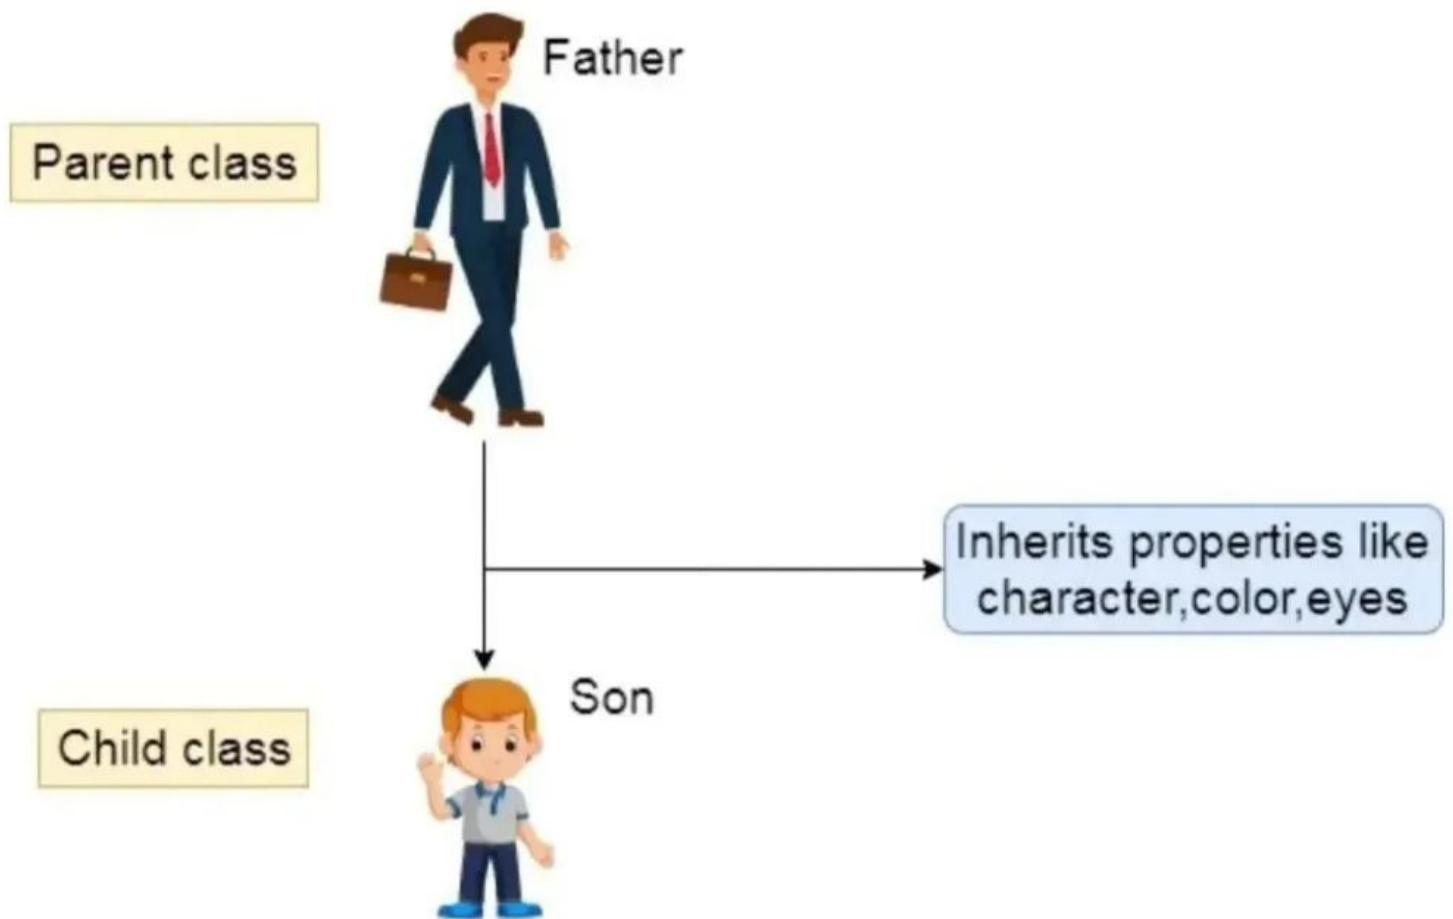 Father
Parent class
Inherits properties like
character,color,eyes
Son
Child class